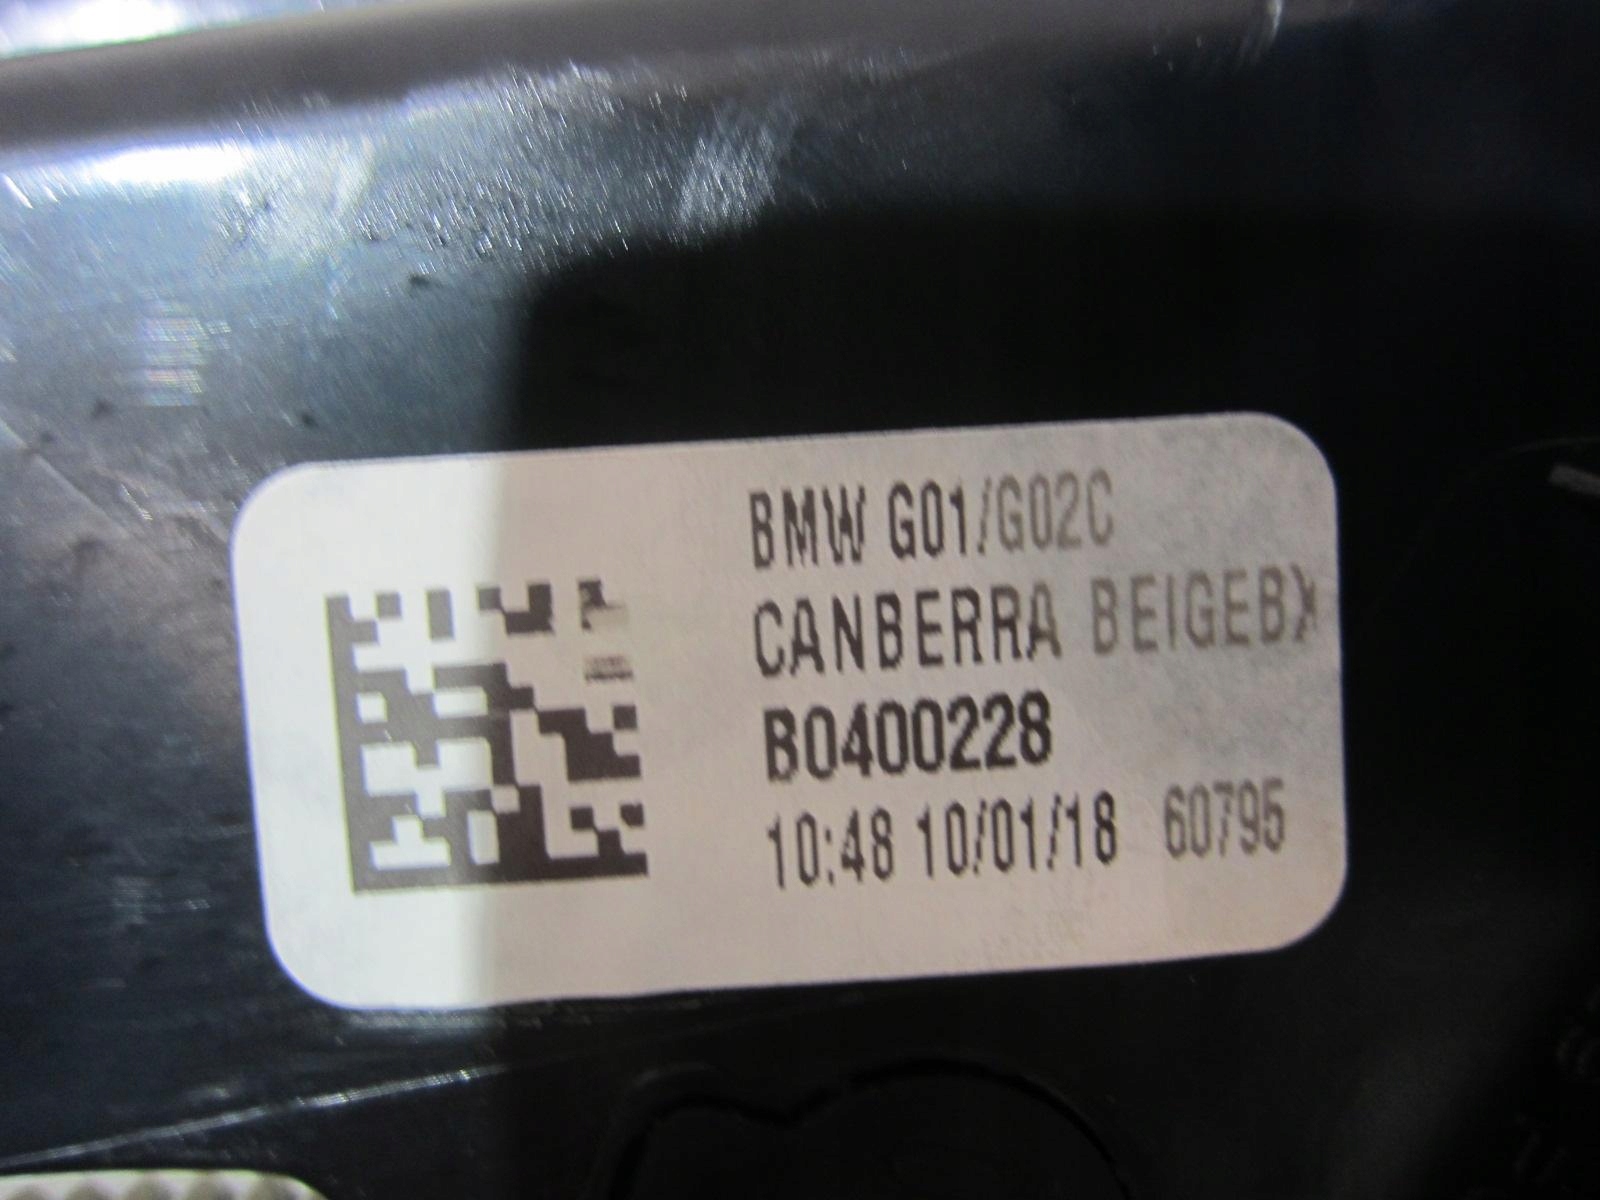 BMW G01/G02C
CANBERRA BEIGEBX
B0400228
10:48 10/01/18 60795